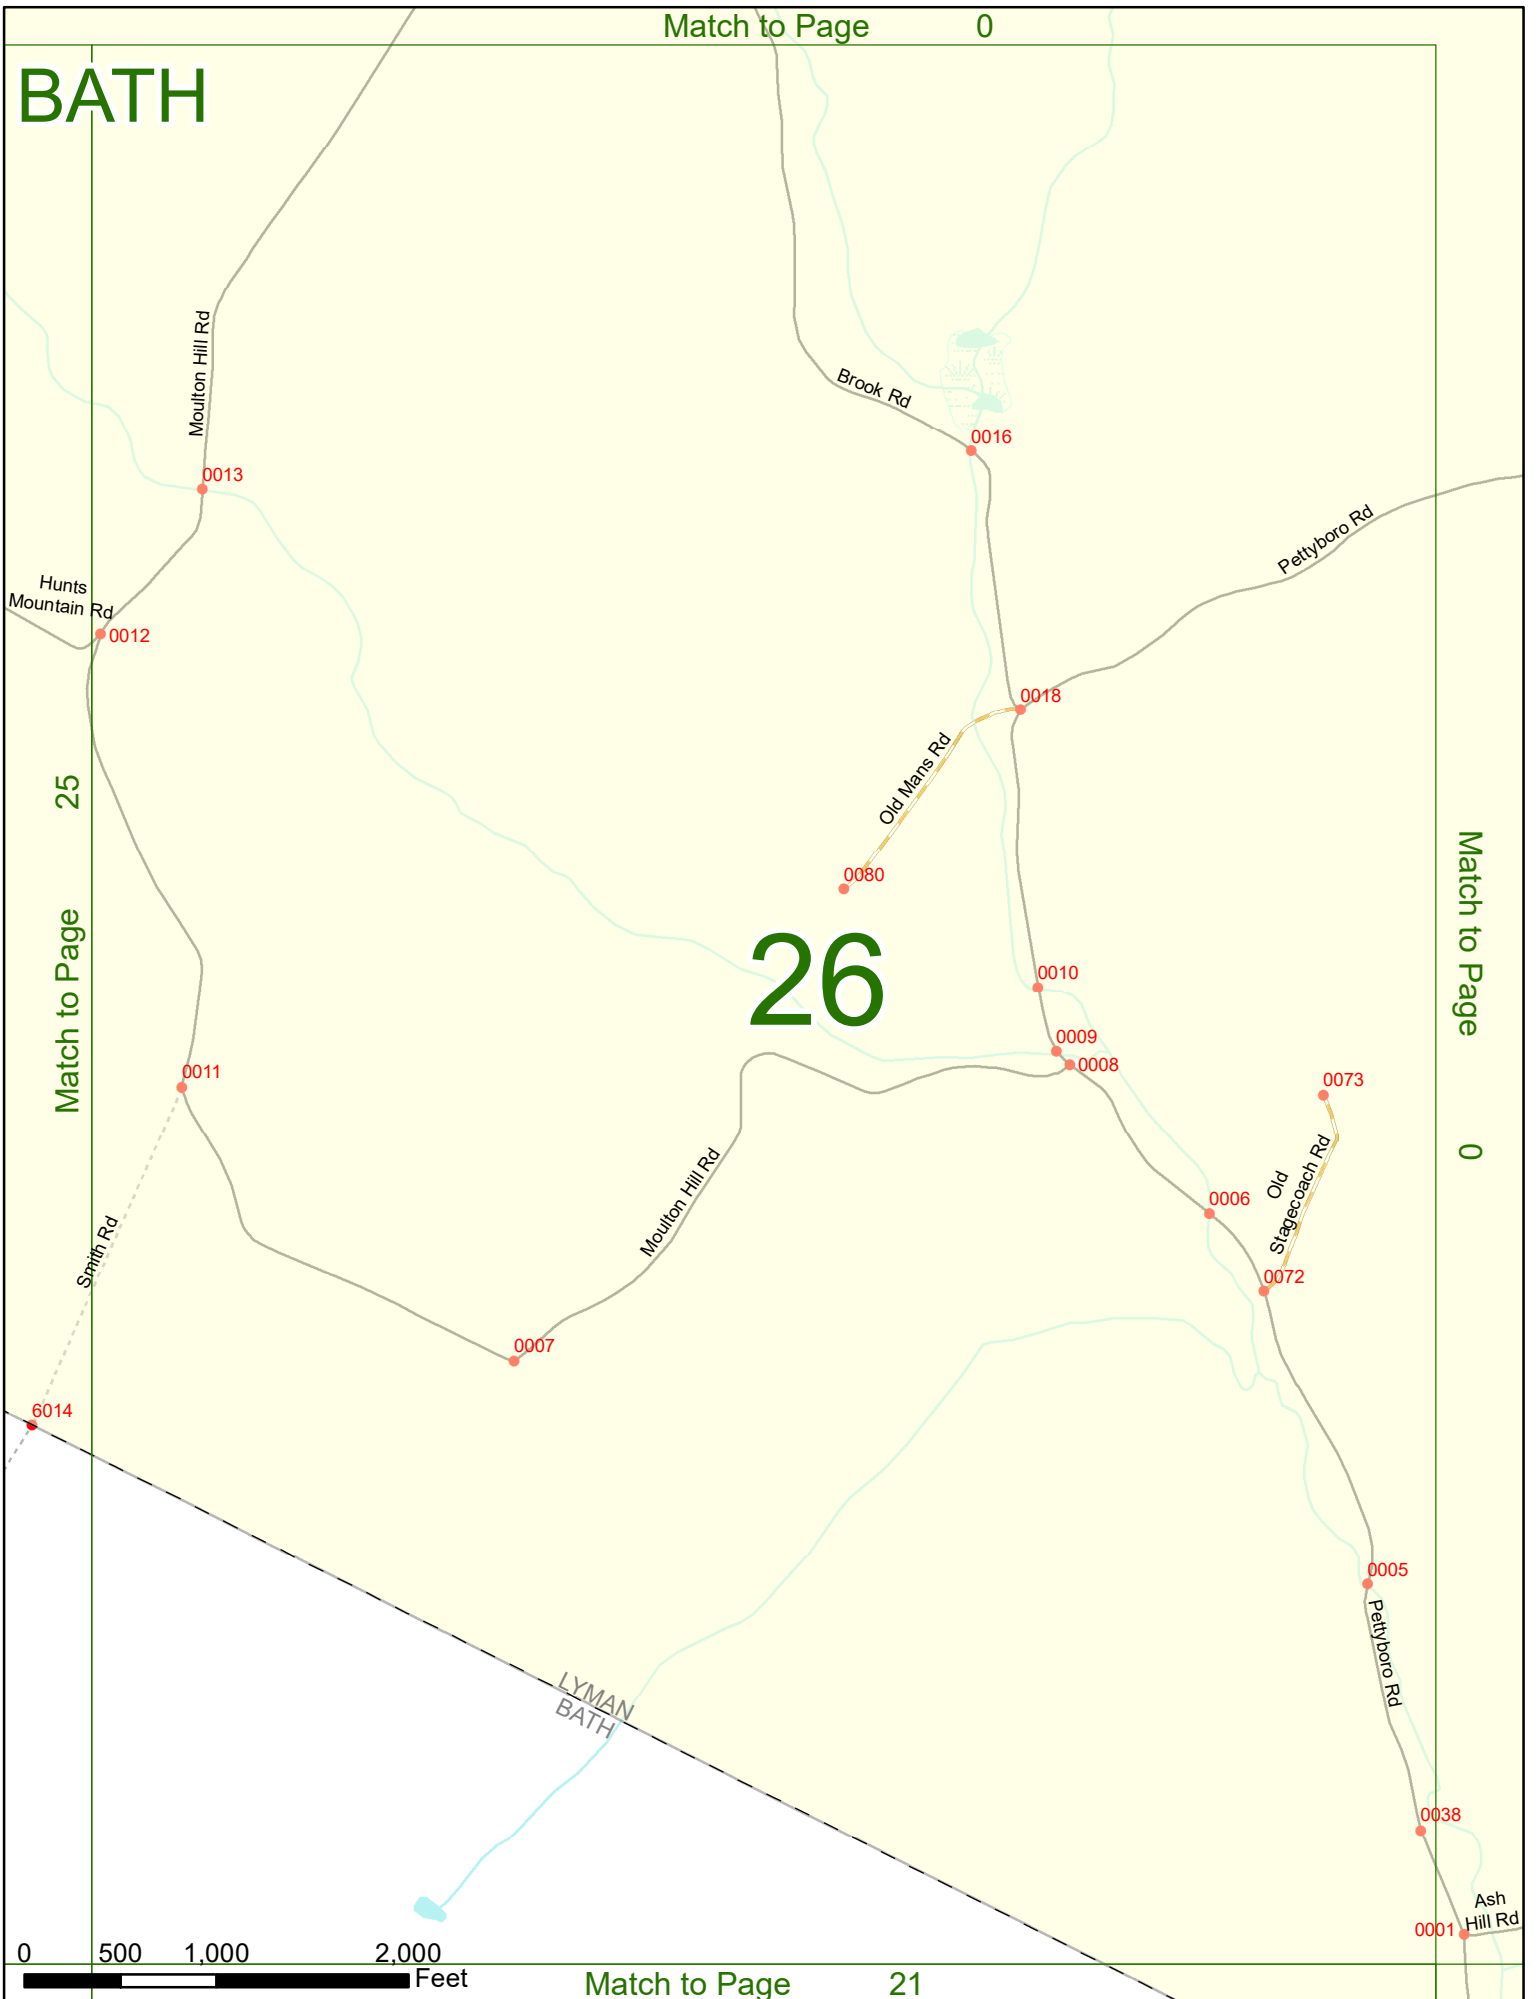 Match to Page 0
BATH
Moulton Hill Rd
Brook Rd
0016
0013
Pettyboro Rd
Hunts
Mountain Rd
0012
0018
Old Mans Rd
25
Match to Page
0080
Match to Page
0
26
0010
0009
0008
0011
0073
Old
Stagecoach Rd
Moulton Hill Rd
0006
Smith Rd
0072
0007
6014
0005
Pettyboro Rd
LYMAN
BATH
0038
Ash
Hill Rd
0001
0 500 1,000 2,000
Feet
Match to Page 21